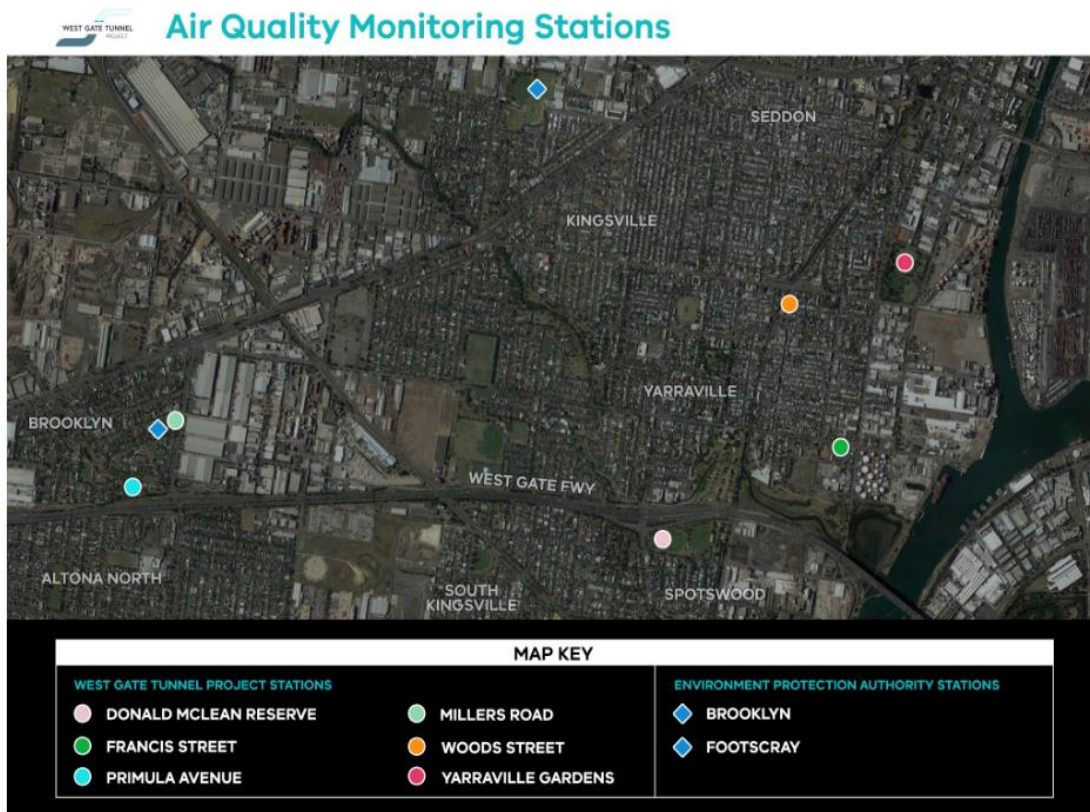 WEST GATE TUNNEL
PROJECT
Air Quality Monitoring Stations
SEDDON
KINGSVILLE
YARRAVILLE
BROOKLYN
WEST GATE FWY
ALTONA NORTH
SOUTH
KINGSVILLE
SPOTSWOOD
MAP KEY
WEST GATE TUNNEL PROJECT STATIONS
DONALD MCLEAN RESERVE
FRANCIS STREET
PRIMULA AVENUE
MILLERS ROAD
WOODS STREET
YARRAVILLE GARDENS
ENVIRONMENT PROTECTION AUTHORITY STATIONS
BROOKLYN
FOOTSCRAY